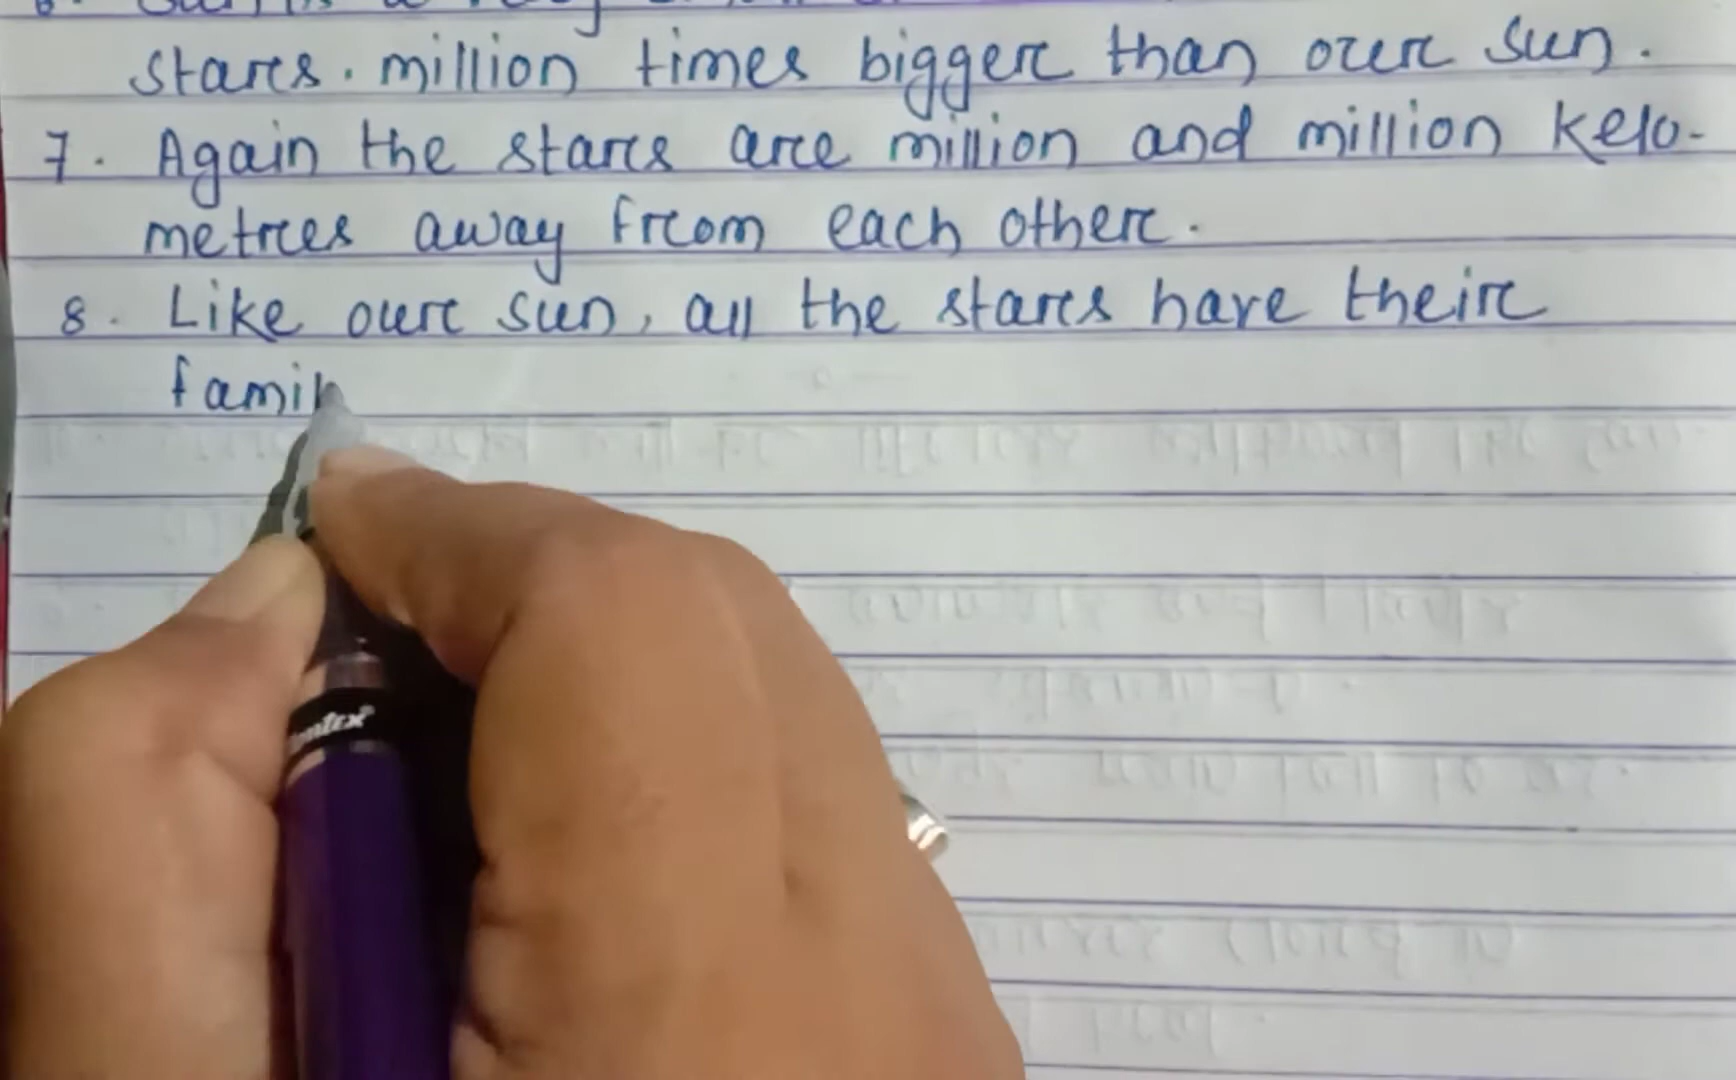 stars. million times bigger than our sun.
7. Again the stars are million and million kelo-
metres away from each other.
8. Like our sun, all the stars have their
famil